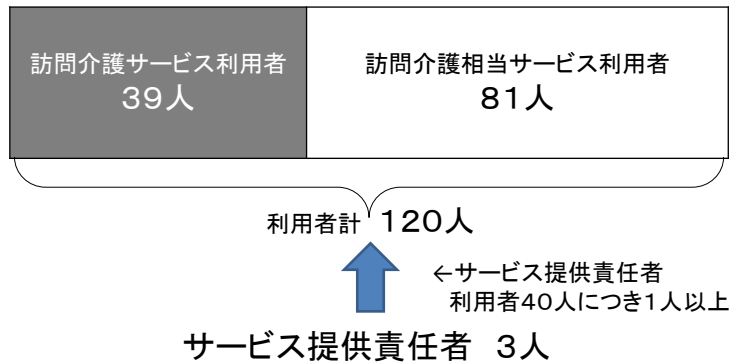 訪問介護サービス利用者
39人
訪問介護相当サービス利用者
81人
利用者計 120人
←サービス提供責任者
利用者40人につき1人以上
サービス提供責任者 3人